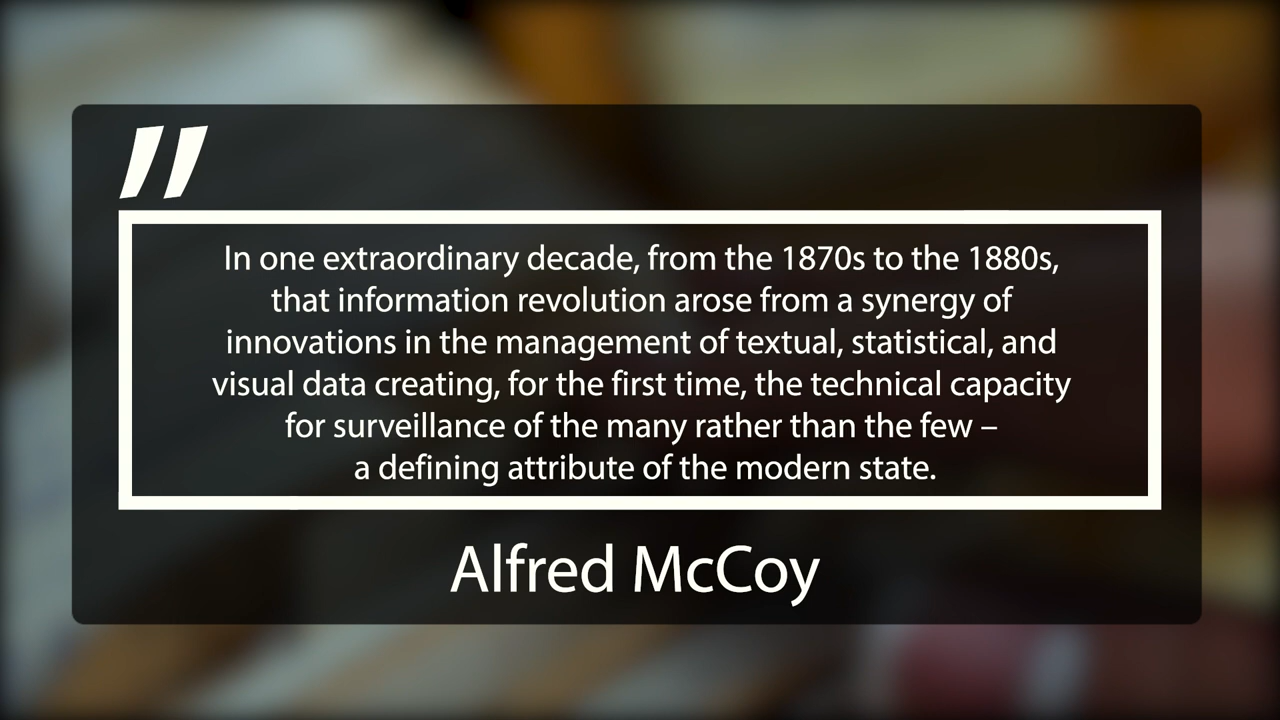 "
In one extraordinary decade, from the 1870s to the 1880s,
that information revolution arose from a synergy of
innovations in the management of textual, statistical, and
visual data creating, for the first time, the technical capacity
for surveillance of the many rather than the few –
a defining attribute of the modern state.
Alfred McCoy